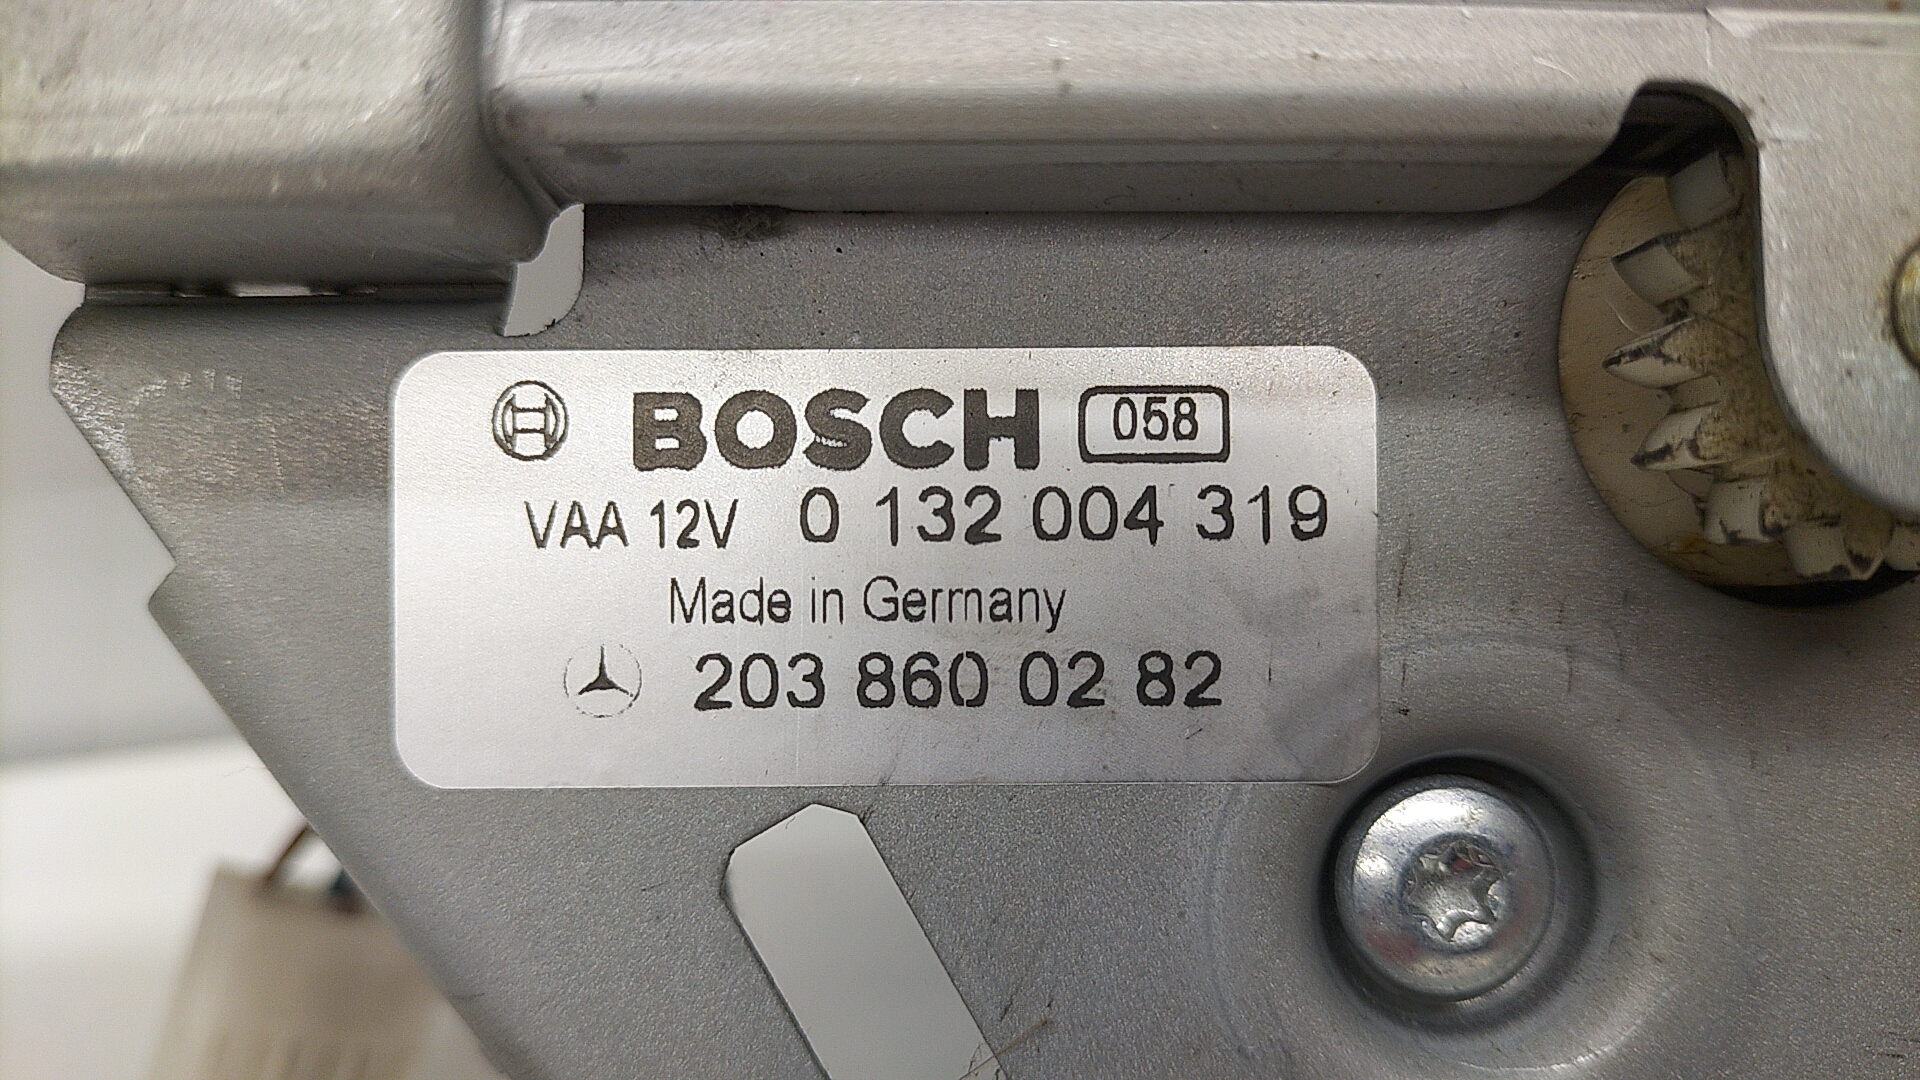 BOSCH 058
VAA 12V 0 132 004 319
Made in Germany
203 860 02 82